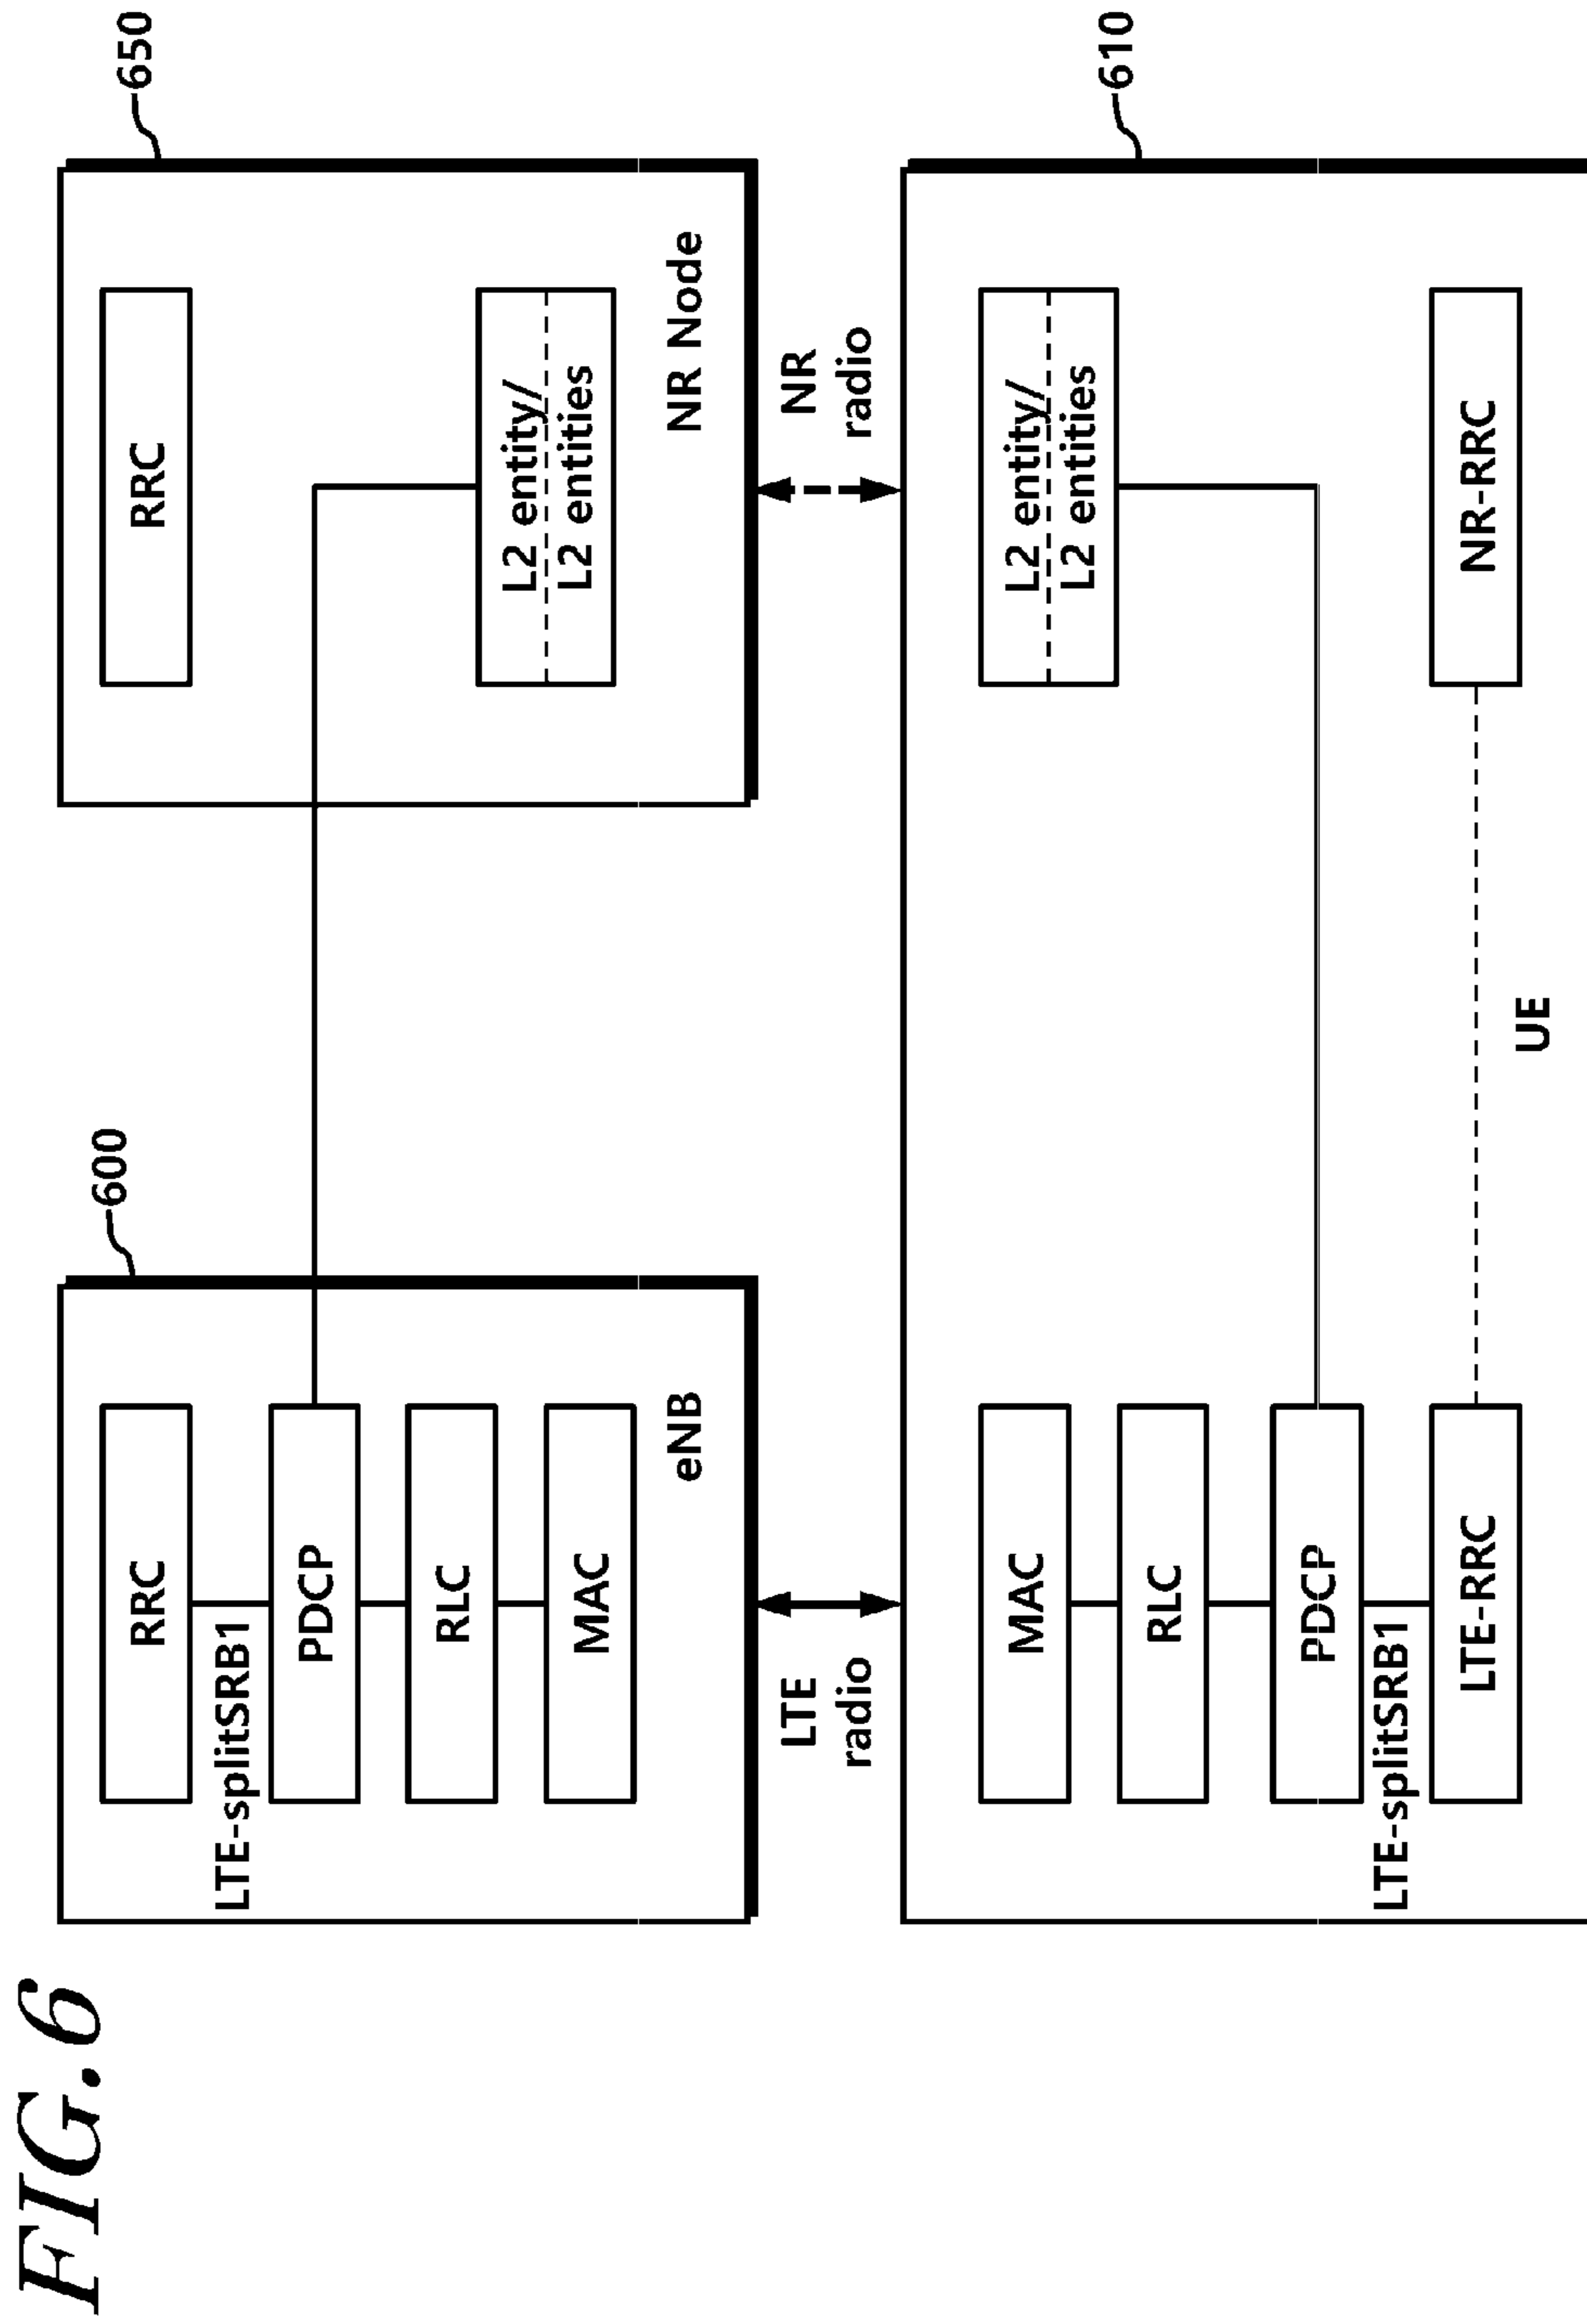 FIG.6
600
650
RRC
LTE-splitSRB1
PDCP
RLC
MAC
eNB
RRC
L2 entity//
L2 entities
NR Node
LTE
radio
NR
radio
610
MAC
RLC
PDCP
LTE-splitSRB1
LTE-RRC
L2 entity/
L2 entities
NR-RRC
UE